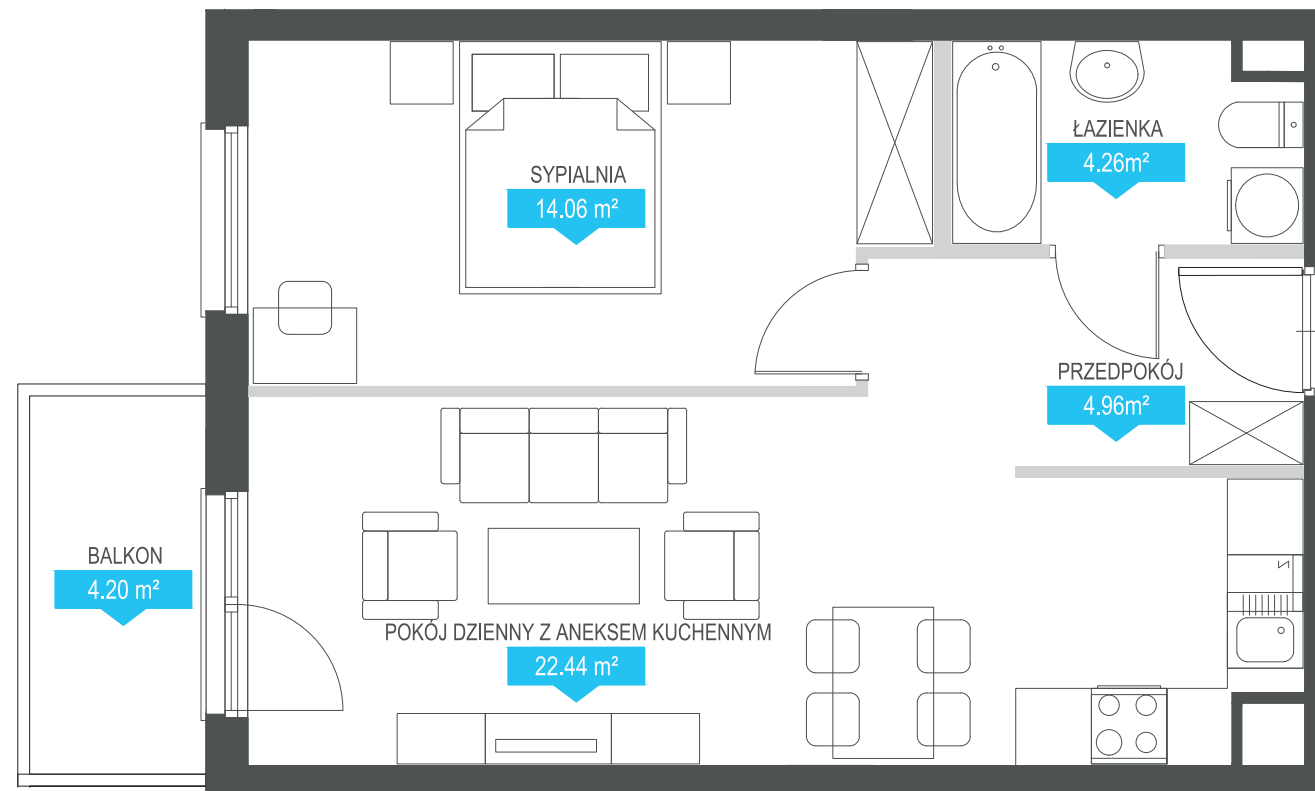 SYPIALNIA
14.06 m²
ŁAZIENKA
4.26m²
PRZEDPOKÓJ
4.96m²
BALKON
4.20 m²
POKÓJ DZIENNY Z ANEKSEM KUCHENNYM
22.44 m²